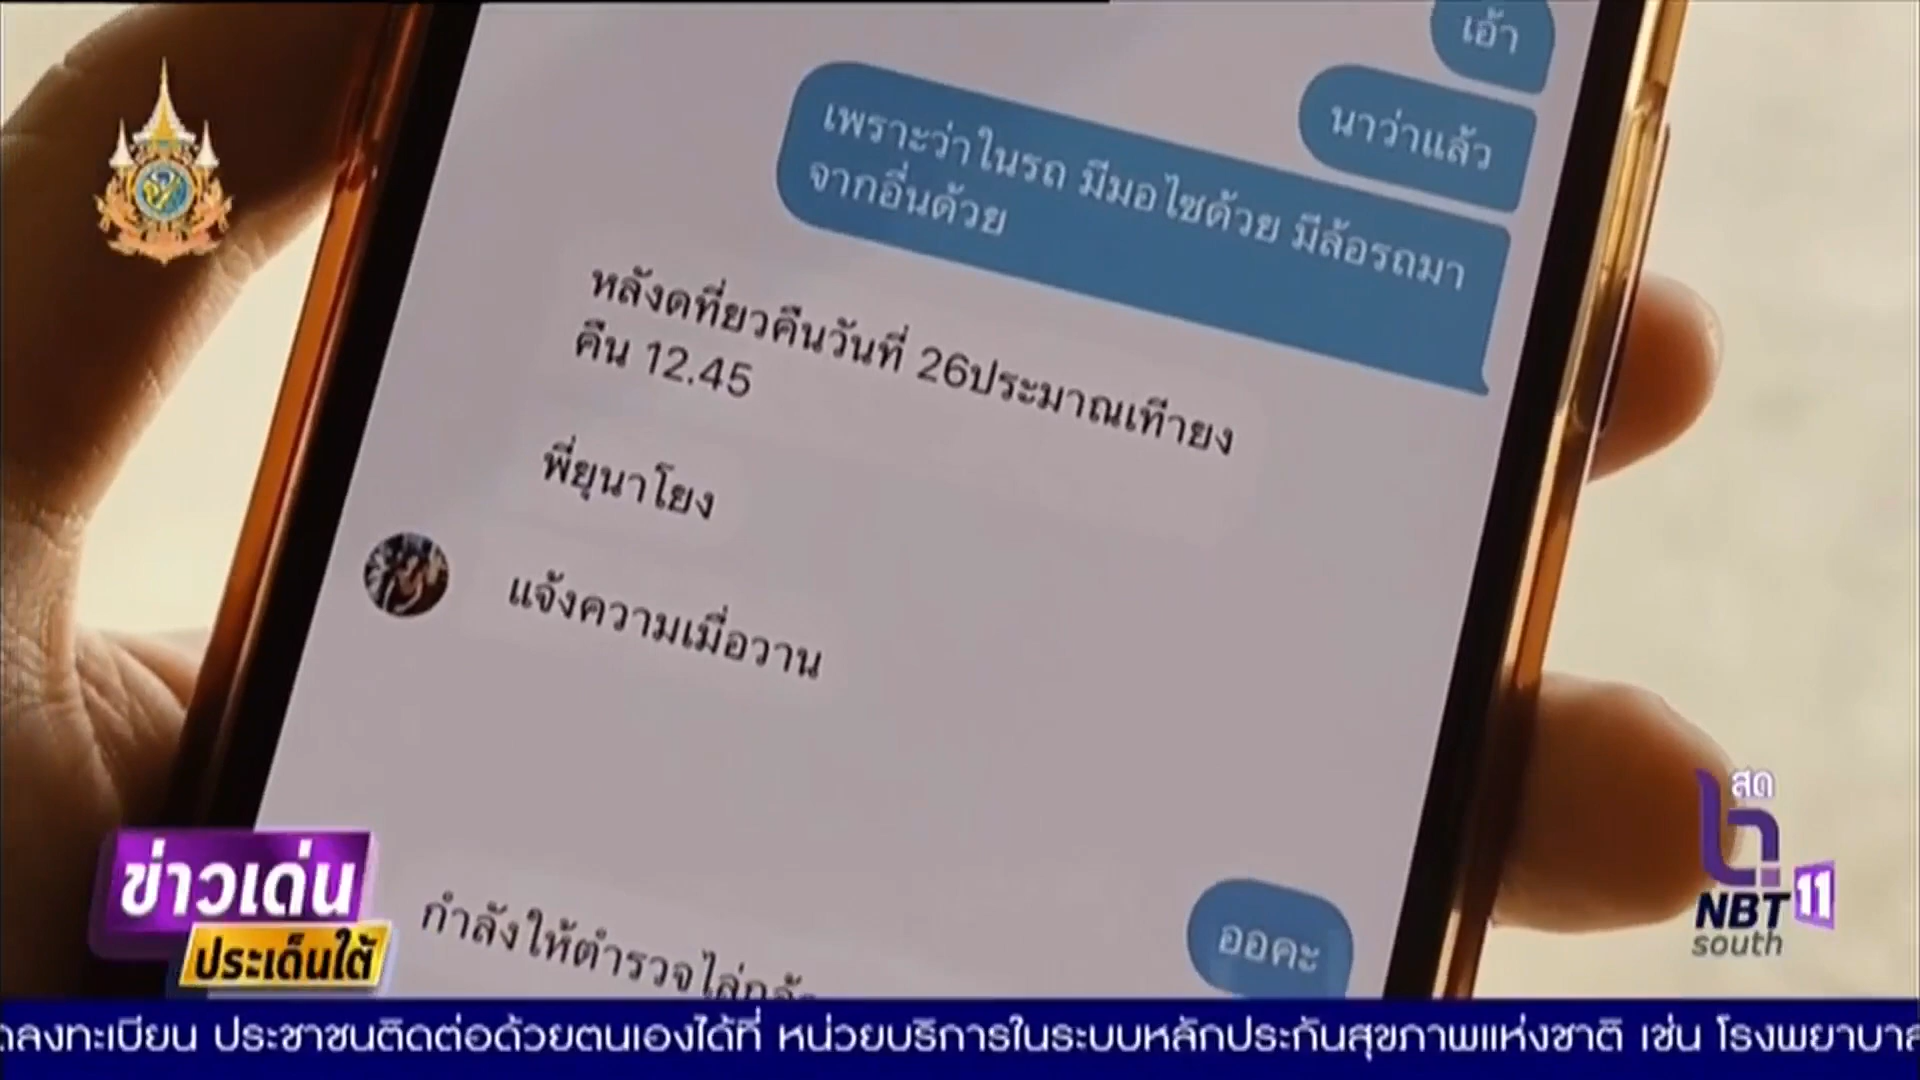 เอ้า
นาว่าแล้ว
เพราะว่าในรถ มีมอไซด้วย มีล้อรถมา
จากอื่นด้วย
หลังดที่ยวคืนวันที่ 26ประมาณเทีายง
คืน 12.45
พี่ยุนาโยง
แจ้งความเมื่อวาน
ออคะ
กำลังให้ตำรวจไล่กล้อ
สด
NBT 11
south
ข่าวเด่น
ประเด็นใต้
ลงทะเบียน ประชาชนติดต่อด้วยตนเองได้ที่ หน่วยบริการในระบบหลักประกันสุขภาพแห่งชาติ เช่น โรงพยาบาล